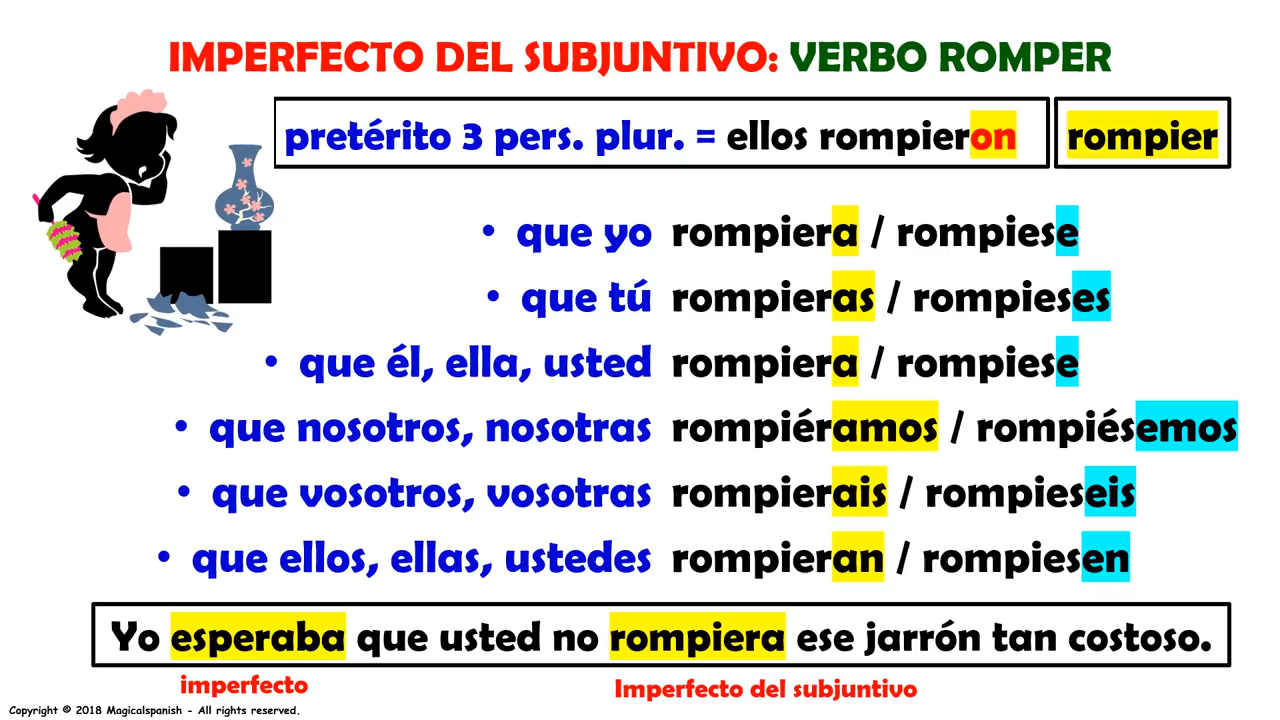 IMPERFECTO DEL SUBJUNTIVO: VERBO ROMPER
pretérito 3 pers. plur. = ellos rompieron
rompier
• que yo rompiera / rompiese
• que tú rompieras / rompieses
• que él, ella, usted rompiera / rompiese
• que nosotros, nosotras rompiéramos / rompiésemos
• que vosotros, vosotras rompierais / rompieseis
• que ellos, ellas, ustedes rompieran / rompiesen
Yo esperaba que usted no rompiera ese jarrón tan costoso.
imperfecto
Imperfecto del subjuntivo
Copyright © 2018 Magicalspanish - All rights reserved.